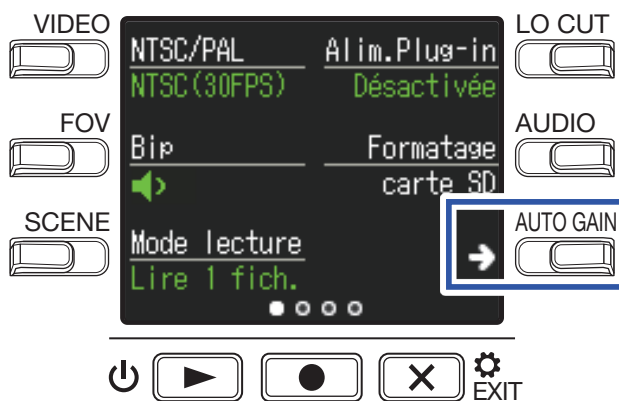 VIDEO
LO CUT
NTSC/PAL
Alim.Plug-in
NTSC(30FPS)
Désactivée
FOV
AUDIO
Bip
Formatage
carte SD
SCENE
AUTO GAIN
Mode lecture
Lire 1 fich.
EXIT